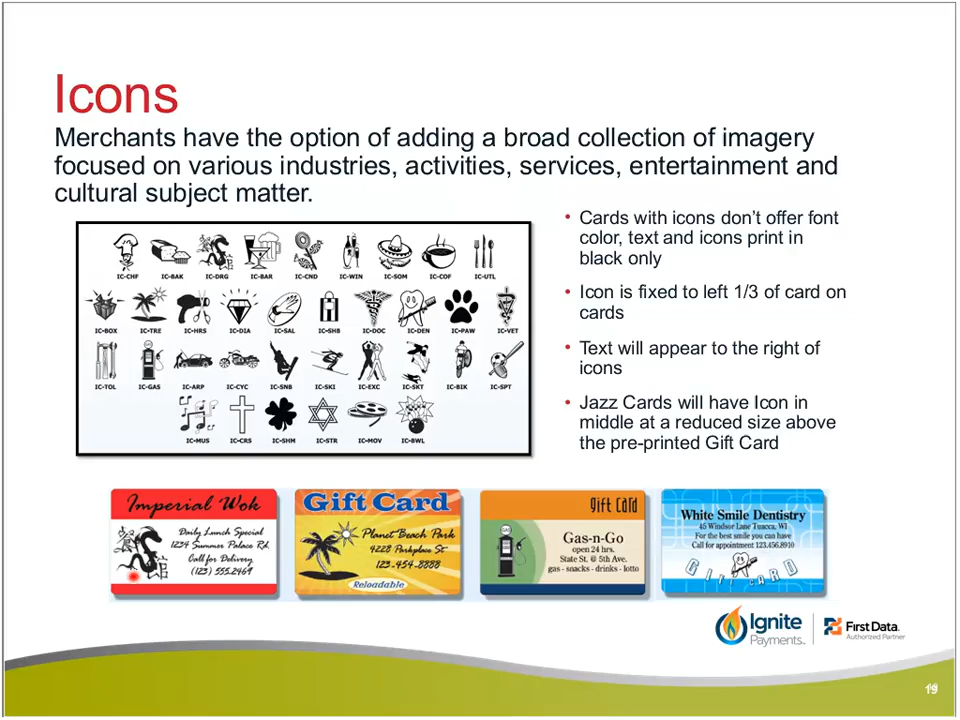 Icons
Merchants have the option of adding a broad collection of imagery
focused on various industries, activities, services, entertainment and
cultural subject matter.
IC-CHF IC-BAK IC-DRG IC-BAR IC-CND IC-WIN IC-SOM IC-COF IC-UTL
IC-BOX IC-TRE IC-HRS IC-DIA IC-SAL IC-SHB IC-DOC IC-DEN IC-PAW IC-VET
IC-TOL IC-GAS IC-ARP IC-CYC IC-SNB IC-SKI IC-EXC IC-SKT IC-BIK IC-SPT
IC-MUS IC-CRS IC-SHM IC-STR IC-MOV IC-BWL
• Cards with icons don't offer font
color, text and icons print in
black only
• Icon is fixed to left 1/3 of card on
cards
• Text will appear to the right of
icons
• Jazz Cards will have Icon in
middle at a reduced size above
the pre-printed Gift Card
Imperial Wok
Daily Lunch Special
1234 Summer Palace Rd.
Call for Delivery
(123) 555.2469
Gift Card
Planet Beach Park
4228 Parkplace St.
123-454-8888
Reloadable
gift card
Gas-n-Go
open 24 hrs.
State St. @ 5th Ave.
gas - snacks - drinks - lotto
White Smile Dentistry
45 Windsor Lane Tuacca, WI
For the best smile you can have
Call for appointment 123.456.8910
GIFT CARD
Ignite
Payments
First Data.
Authorized Partner
19